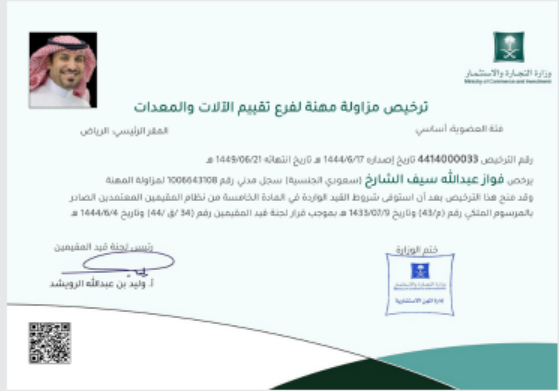 وزارة التجارة والاستثمار
Ministry of Commerce and Investment
ترخيص مزاولة مهنة لفرع تقييم الآلات والمعدات
فئة العضوية: أساسي
المقر الرئيسي: الرياض
رقم الترخيص 4414000033 تاريخ إصداره 1444/6/17 هـ تاريخ انتهائه 1449/06/21 هـ
يرخص فواز عبدالله سيف الشارخ (سعودي الجنسية) سجل مدني رقم 1006643108 لمزاولة المهنة
وقد منح هذا الترخيص بعد أن استوفى شروط القيد الواردة في المادة الخامسة من نظام المقيمين المعتمدين الصادر
بالمرسوم الملكي رقم (م/43) وتاريخ 1433/07/9 هـ بموجب قرار لجنة قيد المقيمين رقم (34 /ق /44) وتاريخ 1444/6/4 هـ
ختم الوزارة
رئيس لجنة قيد المقيمين
أ. وليد بن عبدالله الرويشد
وزارة التجارة والاستثمار